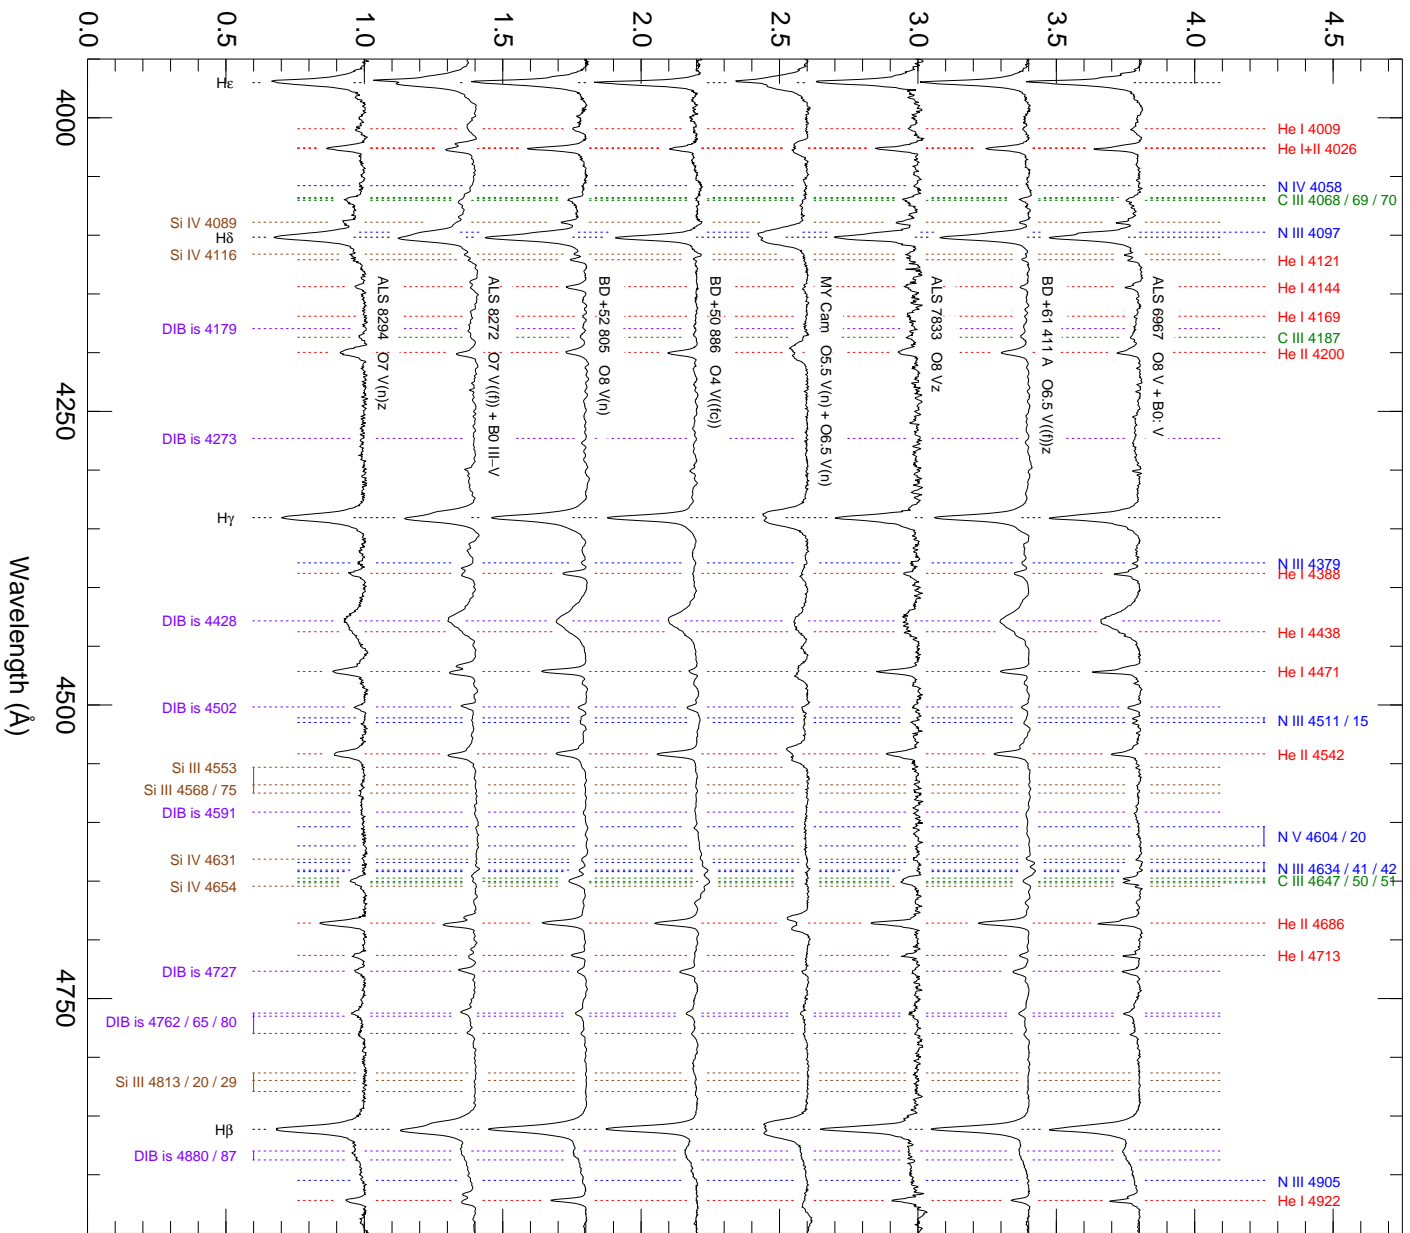 0.0
0.5
1.0
1.5
2.0
2.5
3.0
3.5
4.0
4.5
4000
4250
4500
4750
Wavelength (Å)
Hε
Si IV 4089
Hδ
Si IV 4116
DIB is 4179
DIB is 4273
Hγ
DIB is 4428
DIB is 4502
Si III 4553
Si III 4568 / 75
DIB is 4591
Si IV 4631
Si IV 4654
DIB is 4727
DIB is 4762 / 65 / 80
Si III 4813 / 20 / 29
Hβ
DIB is 4880 / 87
ALS 8294 O7 V(n)z
ALS 8272 O7 V((f)) + B0 III−V
BD +52 805 O8 V(n)
BD +50 886 O4 V((fc))
MY Cam O5.5 V(n) + O6.5 V(n)
ALS 7833 O8 Vz
BD +61 411 A O6.5 V((f))z
ALS 6967 O8 V + B0: V
He I 4009
He I+II 4026
N IV 4058
C III 4068 / 69 / 70
N III 4097
He I 4121
He I 4144
He I 4169
C III 4187
He II 4200
N III 4379
He I 4388
He I 4438
He I 4471
N III 4511 / 15
He II 4542
N V 4604 / 20
N III 4634 / 41 / 42
C III 4647 / 50 / 51
He II 4686
He I 4713
N III 4905
He I 4922